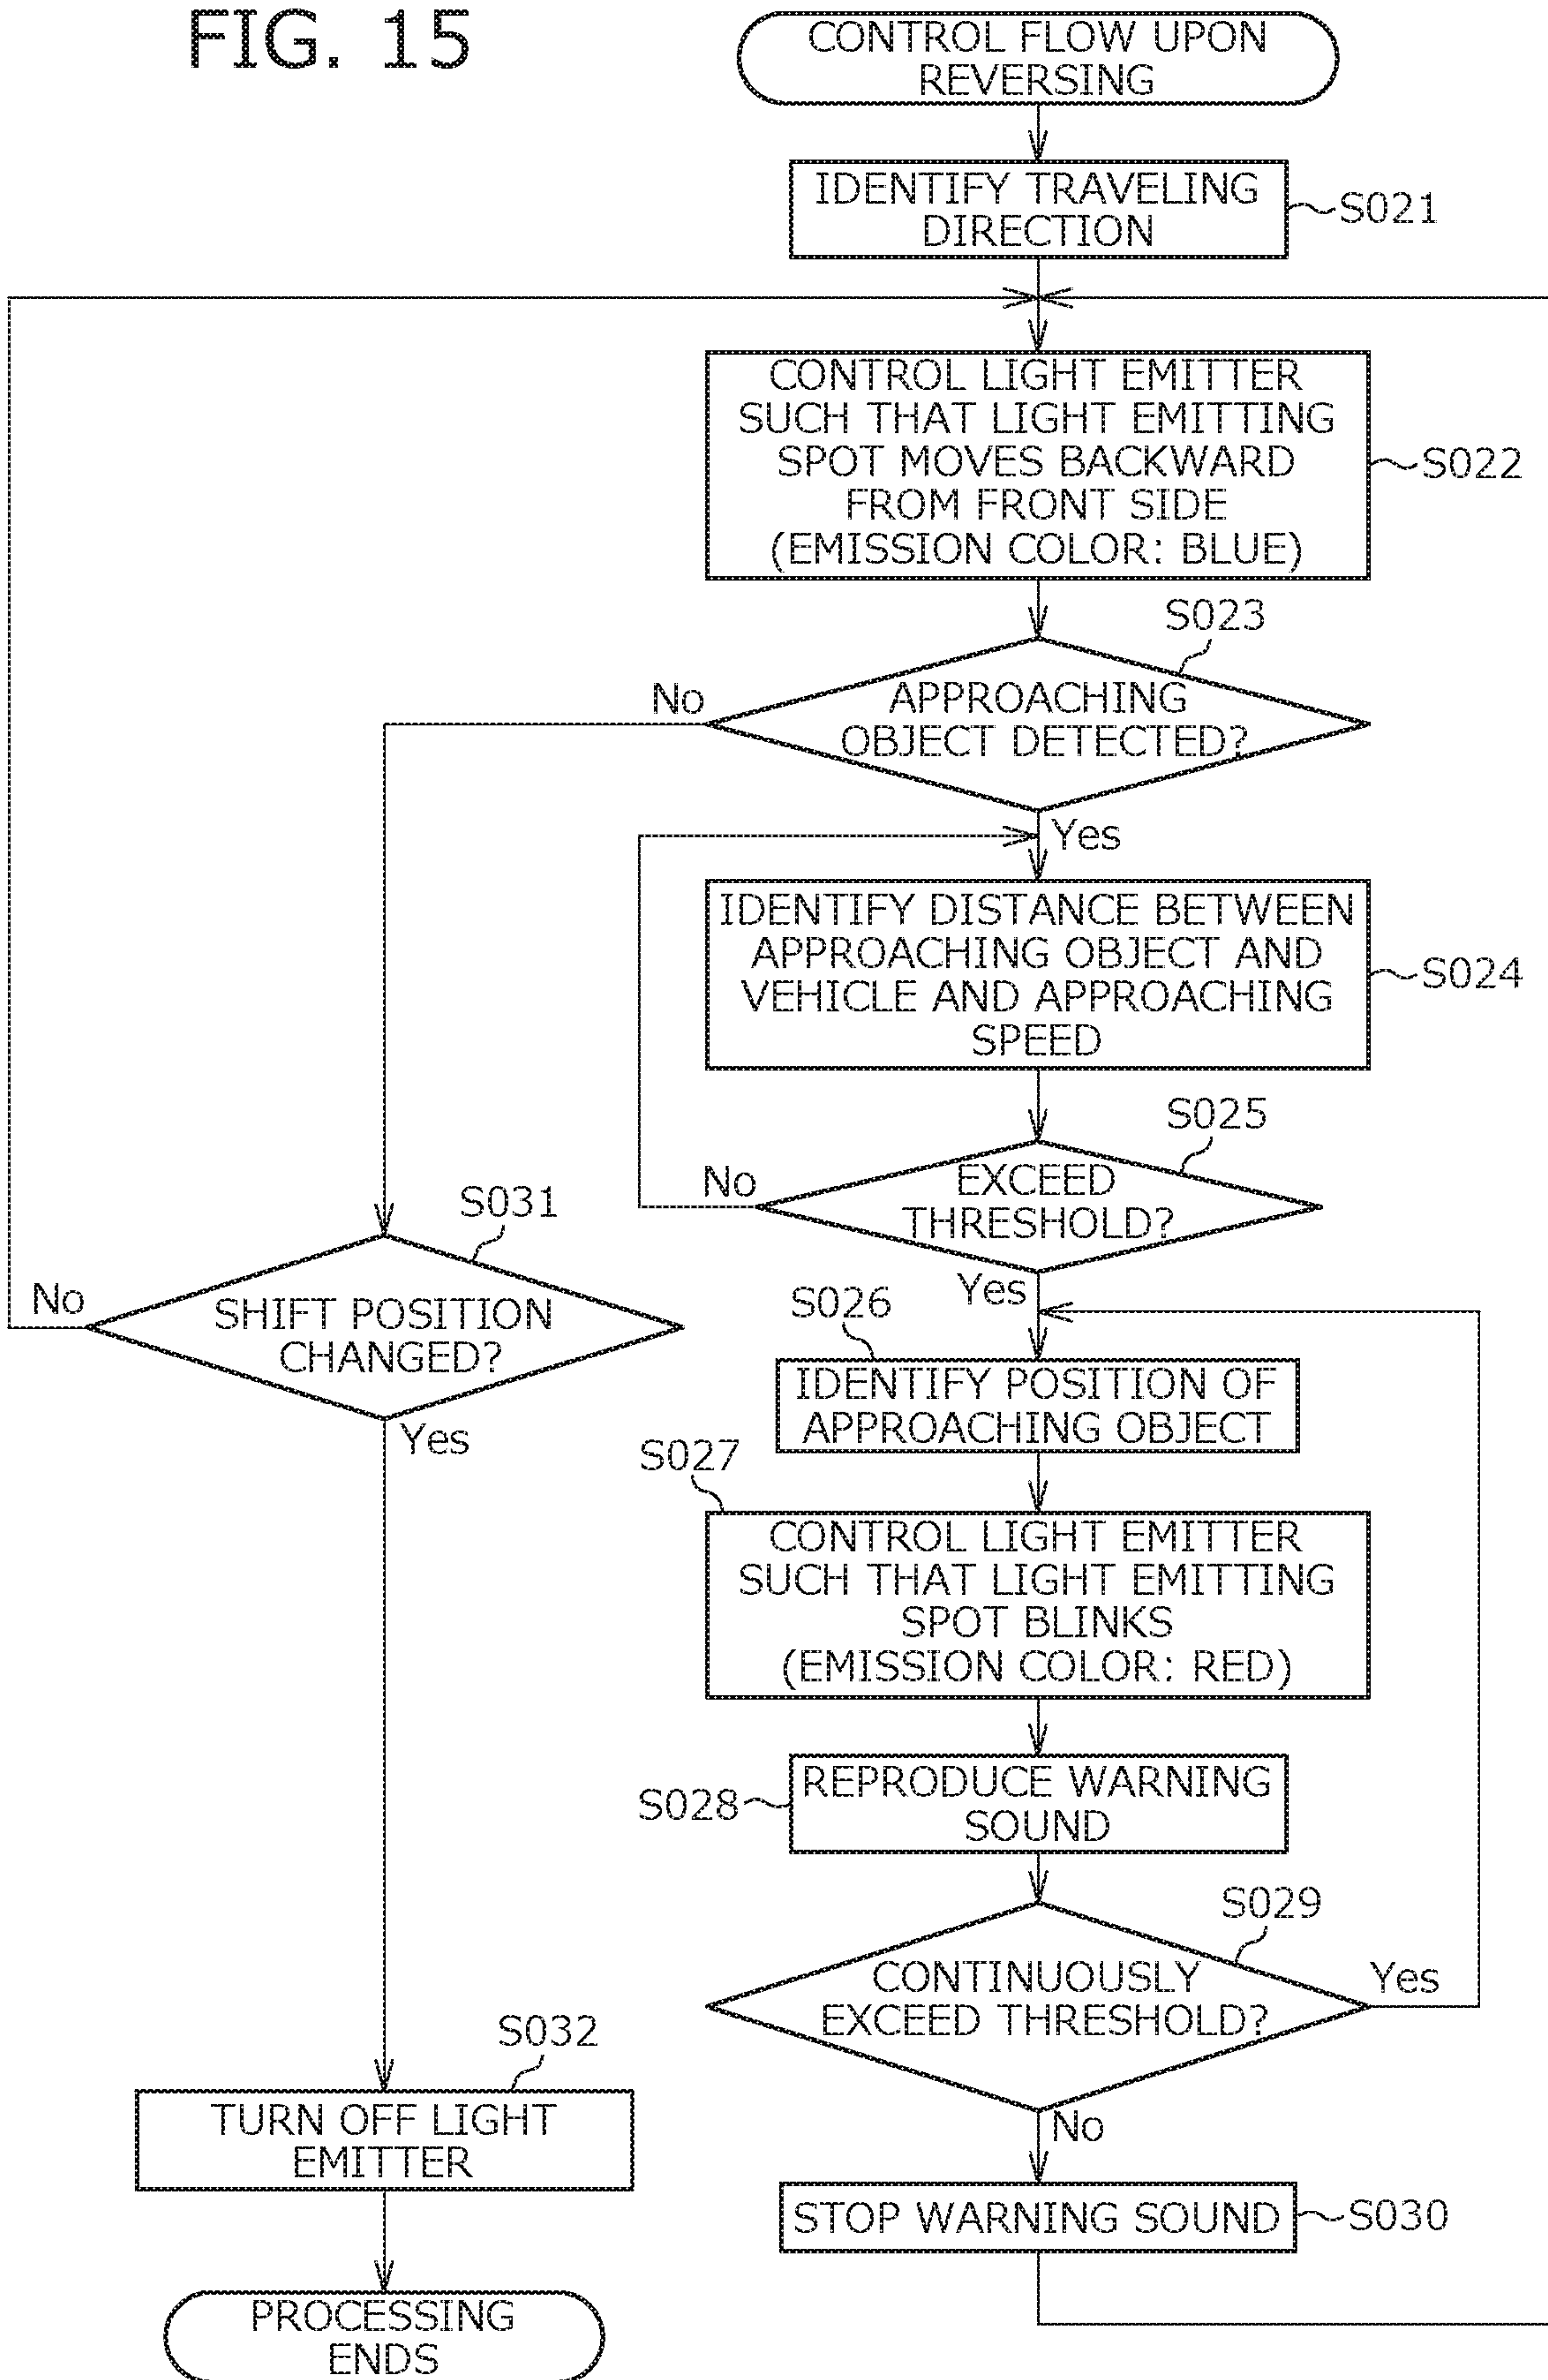 FIG. 15
CONTROL FLOW UPON
REVERSING
IDENTIFY TRAVELING
DIRECTION
S021
CONTROL LIGHT EMITTER
SUCH THAT LIGHT EMITTING
SPOT MOVES BACKWARD
FROM FRONT SIDE
(EMISSION COLOR: BLUE)
S022
S023
No
APPROACHING
OBJECT DETECTED?
Yes
IDENTIFY DISTANCE BETWEEN
APPROACHING OBJECT AND
VEHICLE AND APPROACHING
SPEED
S024
S025
No
EXCEED
THRESHOLD?
Yes
S031
No
SHIFT POSITION
CHANGED?
Yes
S026
IDENTIFY POSITION OF
APPROACHING OBJECT
S027
CONTROL LIGHT EMITTER
SUCH THAT LIGHT EMITTING
SPOT BLINKS
(EMISSION COLOR: RED)
S028
REPRODUCE WARNING
SOUND
S029
CONTINUOUSLY
EXCEED THRESHOLD?
Yes
No
S032
TURN OFF LIGHT
EMITTER
STOP WARNING SOUND
S030
PROCESSING
ENDS